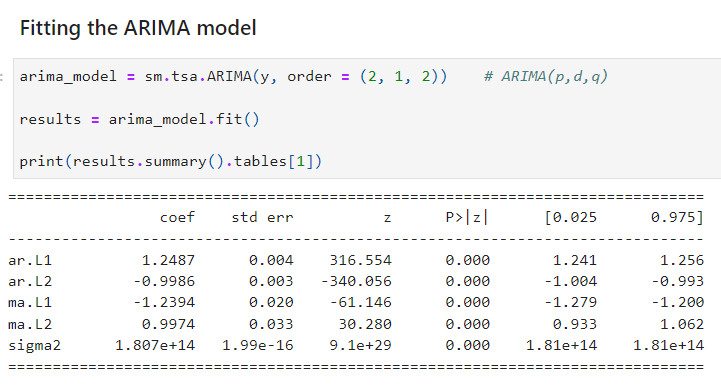 Fitting the ARIMA model
: arima_model = sm.tsa.ARIMA(y, order = (2, 1, 2))    # ARIMA(p,d,q)
results = arima_model.fit()
print(results.summary().tables[1])
==============================================================================
                 coef    std err          z      P>|z|      [0.025      0.975]
------------------------------------------------------------------------------
ar.L1          1.2487      0.004    316.554      0.000       1.241       1.256
ar.L2         -0.9986      0.003   -340.056      0.000      -1.004      -0.993
ma.L1         -1.2394      0.020    -61.146      0.000      -1.279      -1.200
ma.L2          0.9974      0.033     30.280      0.000       0.933       1.062
sigma2      1.807e+14   1.99e-16    9.1e+29      0.000    1.81e+14    1.81e+14
==============================================================================